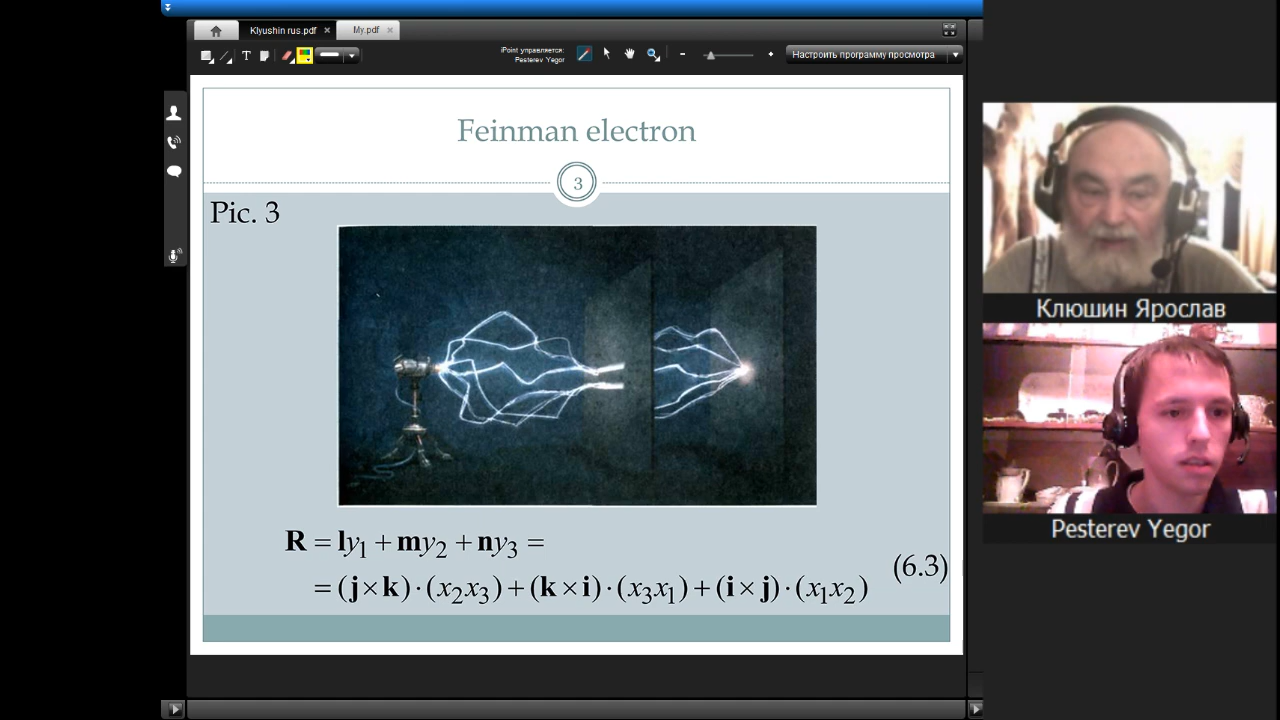 Klyushin rus.pdf
My.pdf
iPoint управляется:
Pesterev Yegor
Настроить программу просмотра
T
Feinman electron
3
Pic. 3
R = ly₁ + my₂ + ny₃ =
= (j × k) · (x₂x₃) + (k × i) · (x₃x₁) + (i × j) · (x₁x₂)
(6.3)
Клюшин Ярослав
Pesterev Yegor